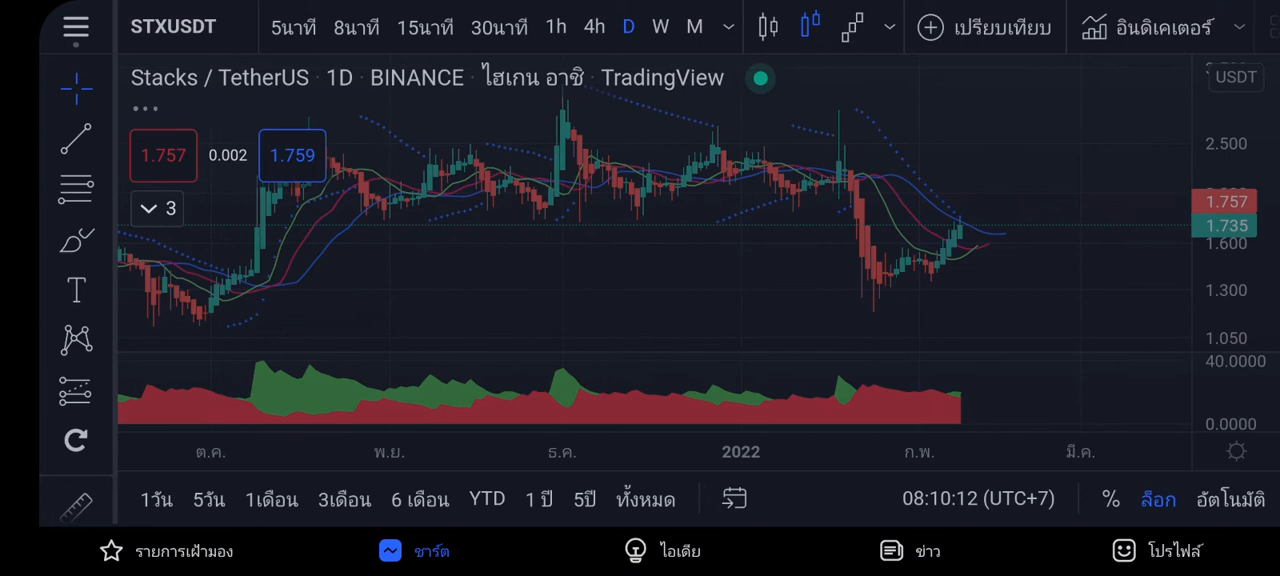 STXUSDT 5นาที 8นาที 15นาที 30นาที 1h 4h D W M เปรียบเทียบ อินดิเคเตอร์
Stacks / TetherUS · 1D · BINANCE · ไฮเกน อาชิ · TradingView
USDT
1.757 0.002 1.759
3
2.500
1.757
1.735
1.600
1.300
1.050
40.0000
0.0000
ต.ค. พ.ย. ธ.ค. 2022 ก.พ. มี.ค.
1วัน 5วัน 1เดือน 3เดือน 6 เดือน YTD 1 ปี 5ปี ทั้งหมด 08:10:12 (UTC+7) % ล็อก อัตโนมัติ
รายการเฝ้ามอง ชาร์ต ไอเดีย ข่าว โปรไฟล์